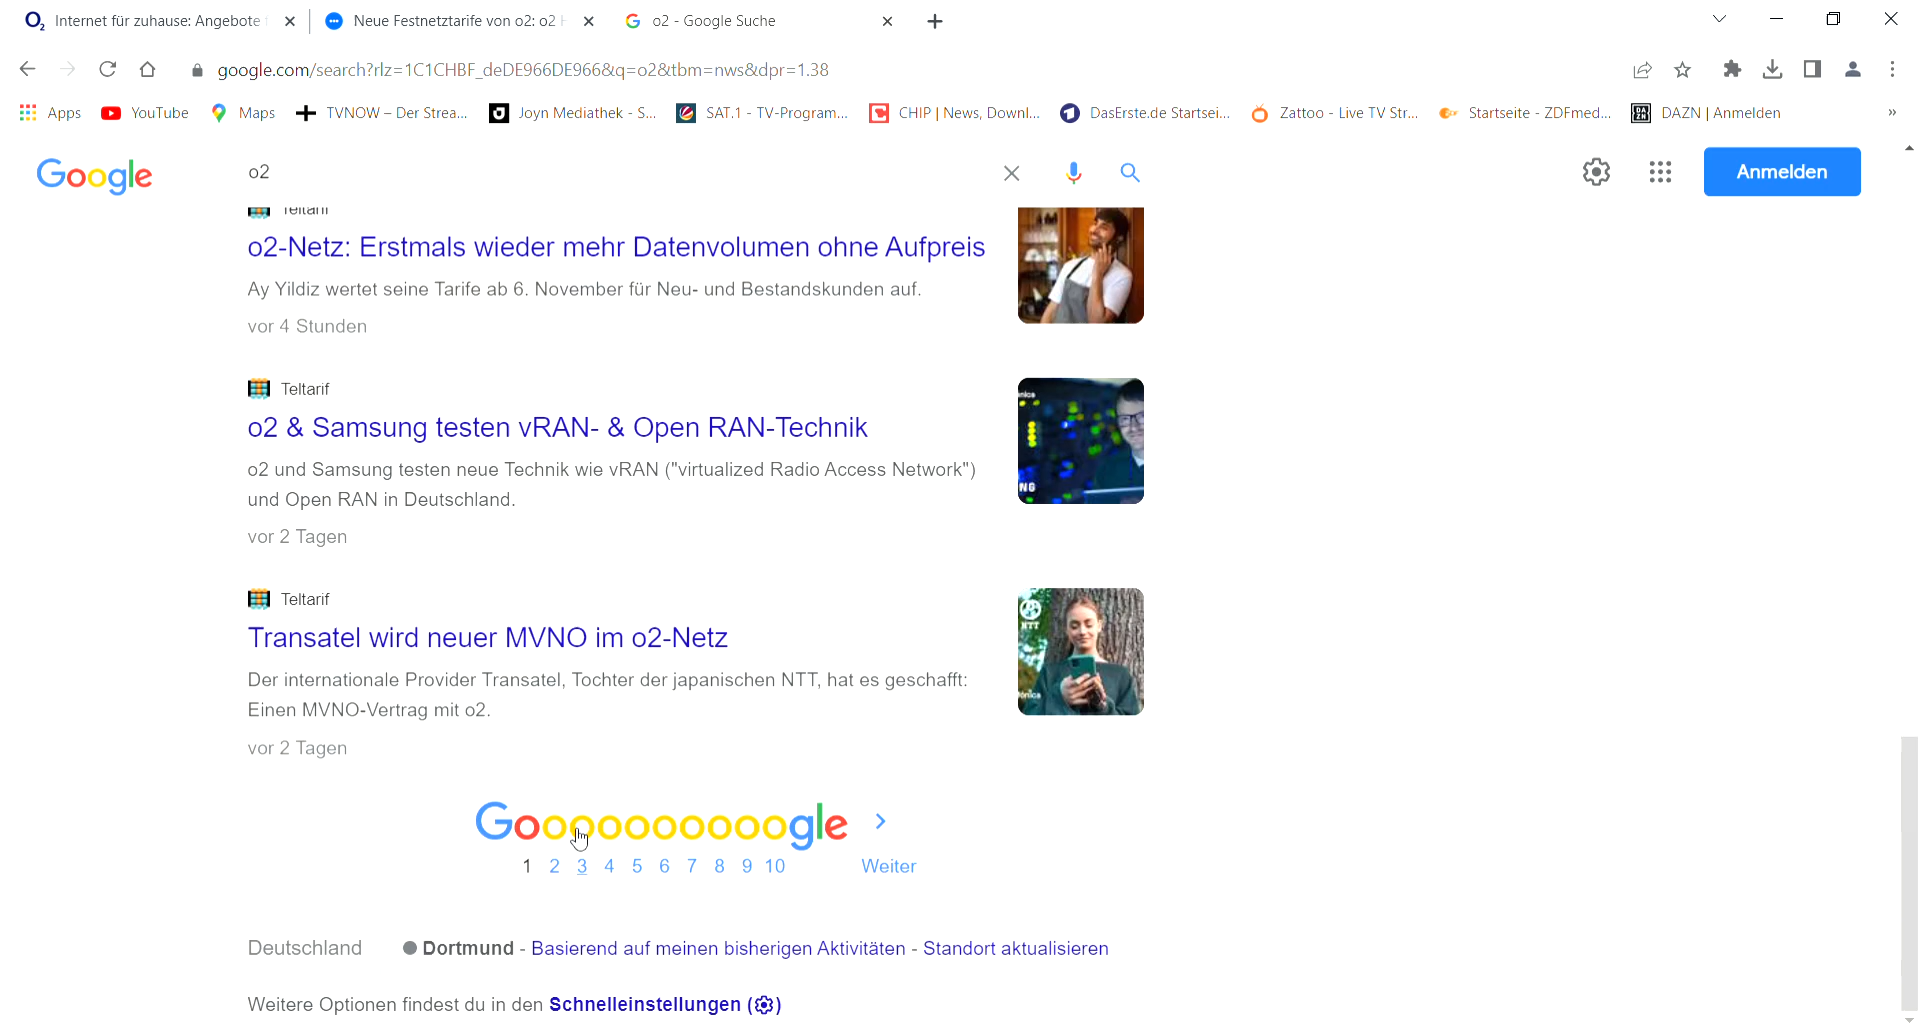 O2 Internet für zuhause: Angebote
Neue Festnetztarife von o2: o2
o2 - Google Suche
google.com/search?rlz=1C1CHBF_deDE966DE966&q=o2&tbm=nws&dpr=1.38
Apps YouTube Maps TVNOW – Der Strea... Joyn Mediathek - S... SAT.1 - TV-Program... CHIP | News, Downl... DasErste.de Startsei... Zattoo - Live TV Str... Startseite - ZDFmed... DAZN | Anmelden »
Google o2 Anmelden
Teltarif
o2-Netz: Erstmals wieder mehr Datenvolumen ohne Aufpreis
Ay Yildiz wertet seine Tarife ab 6. November für Neu- und Bestandskunden auf.
vor 4 Stunden
Teltarif
o2 & Samsung testen vRAN- & Open RAN-Technik
o2 und Samsung testen neue Technik wie vRAN ("virtualized Radio Access Network")
und Open RAN in Deutschland.
vor 2 Tagen
Teltarif
NTT
Transatel wird neuer MVNO im o2-Netz
Der internationale Provider Transatel, Tochter der japanischen NTT, hat es geschafft:
Einen MVNO-Vertrag mit o2.
vor 2 Tagen
Goooooooooogle
1 2 3 4 5 6 7 8 9 10 Weiter
Deutschland Dortmund - Basierend auf meinen bisherigen Aktivitäten - Standort aktualisieren
Weitere Optionen findest du in den Schnelleinstellungen ()